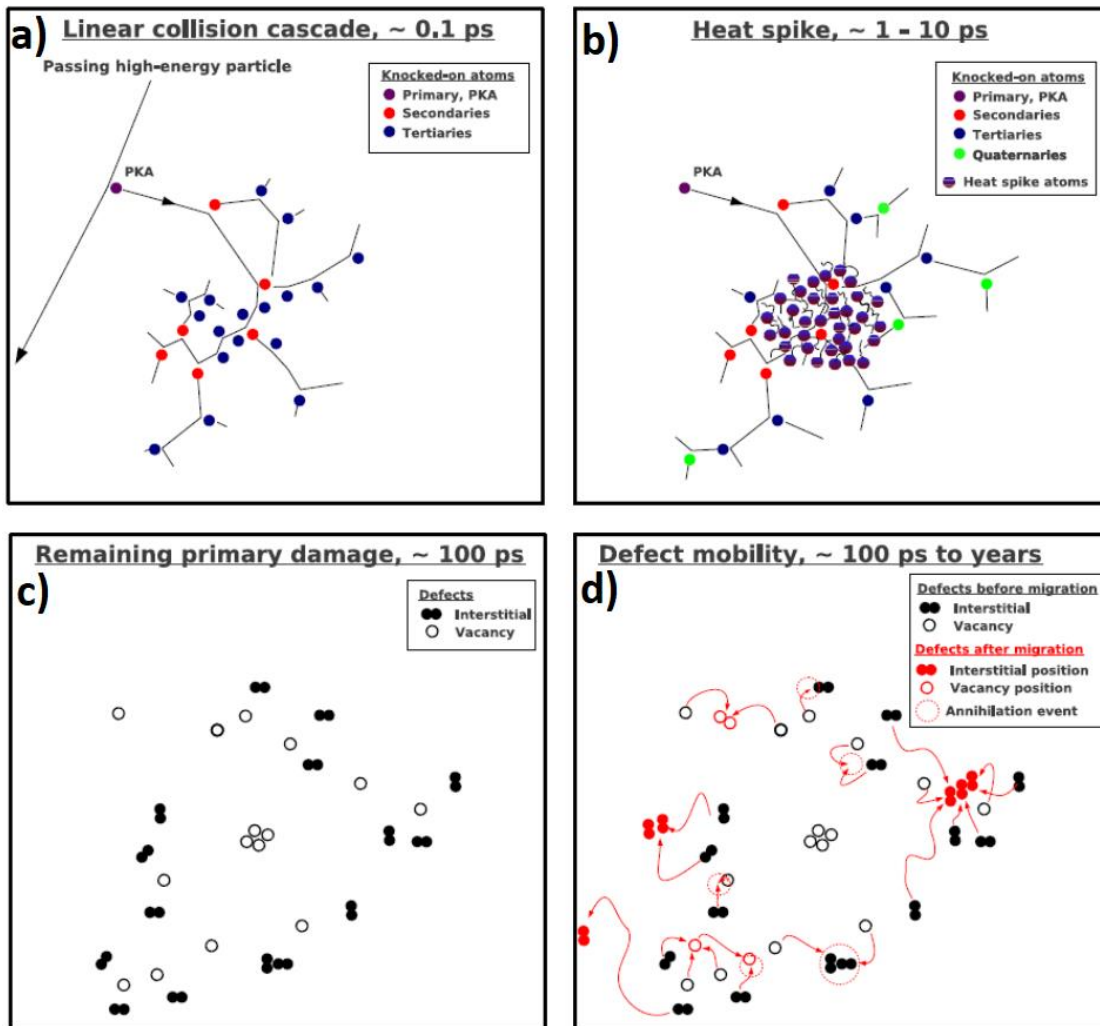 a) Linear collision cascade, ~ 0.1 ps
Passing high-energy particle
Knocked-on atoms
Primary, PKA
Secondaries
Tertiaries
PKA
b) Heat spike, ~ 1 – 10 ps
Knocked-on atoms
Primary, PKA
Secondaries
Tertiaries
Quaternaries
Heat spike atoms
PKA
Remaining primary damage, ~ 100 ps
c)
Defects
Interstitial
Vacancy
Defect mobility, ~ 100 ps to years
d)
Defects before migration
Interstitial
Vacancy
Defects after migration
Interstitial position
Vacancy position
Annihilation event